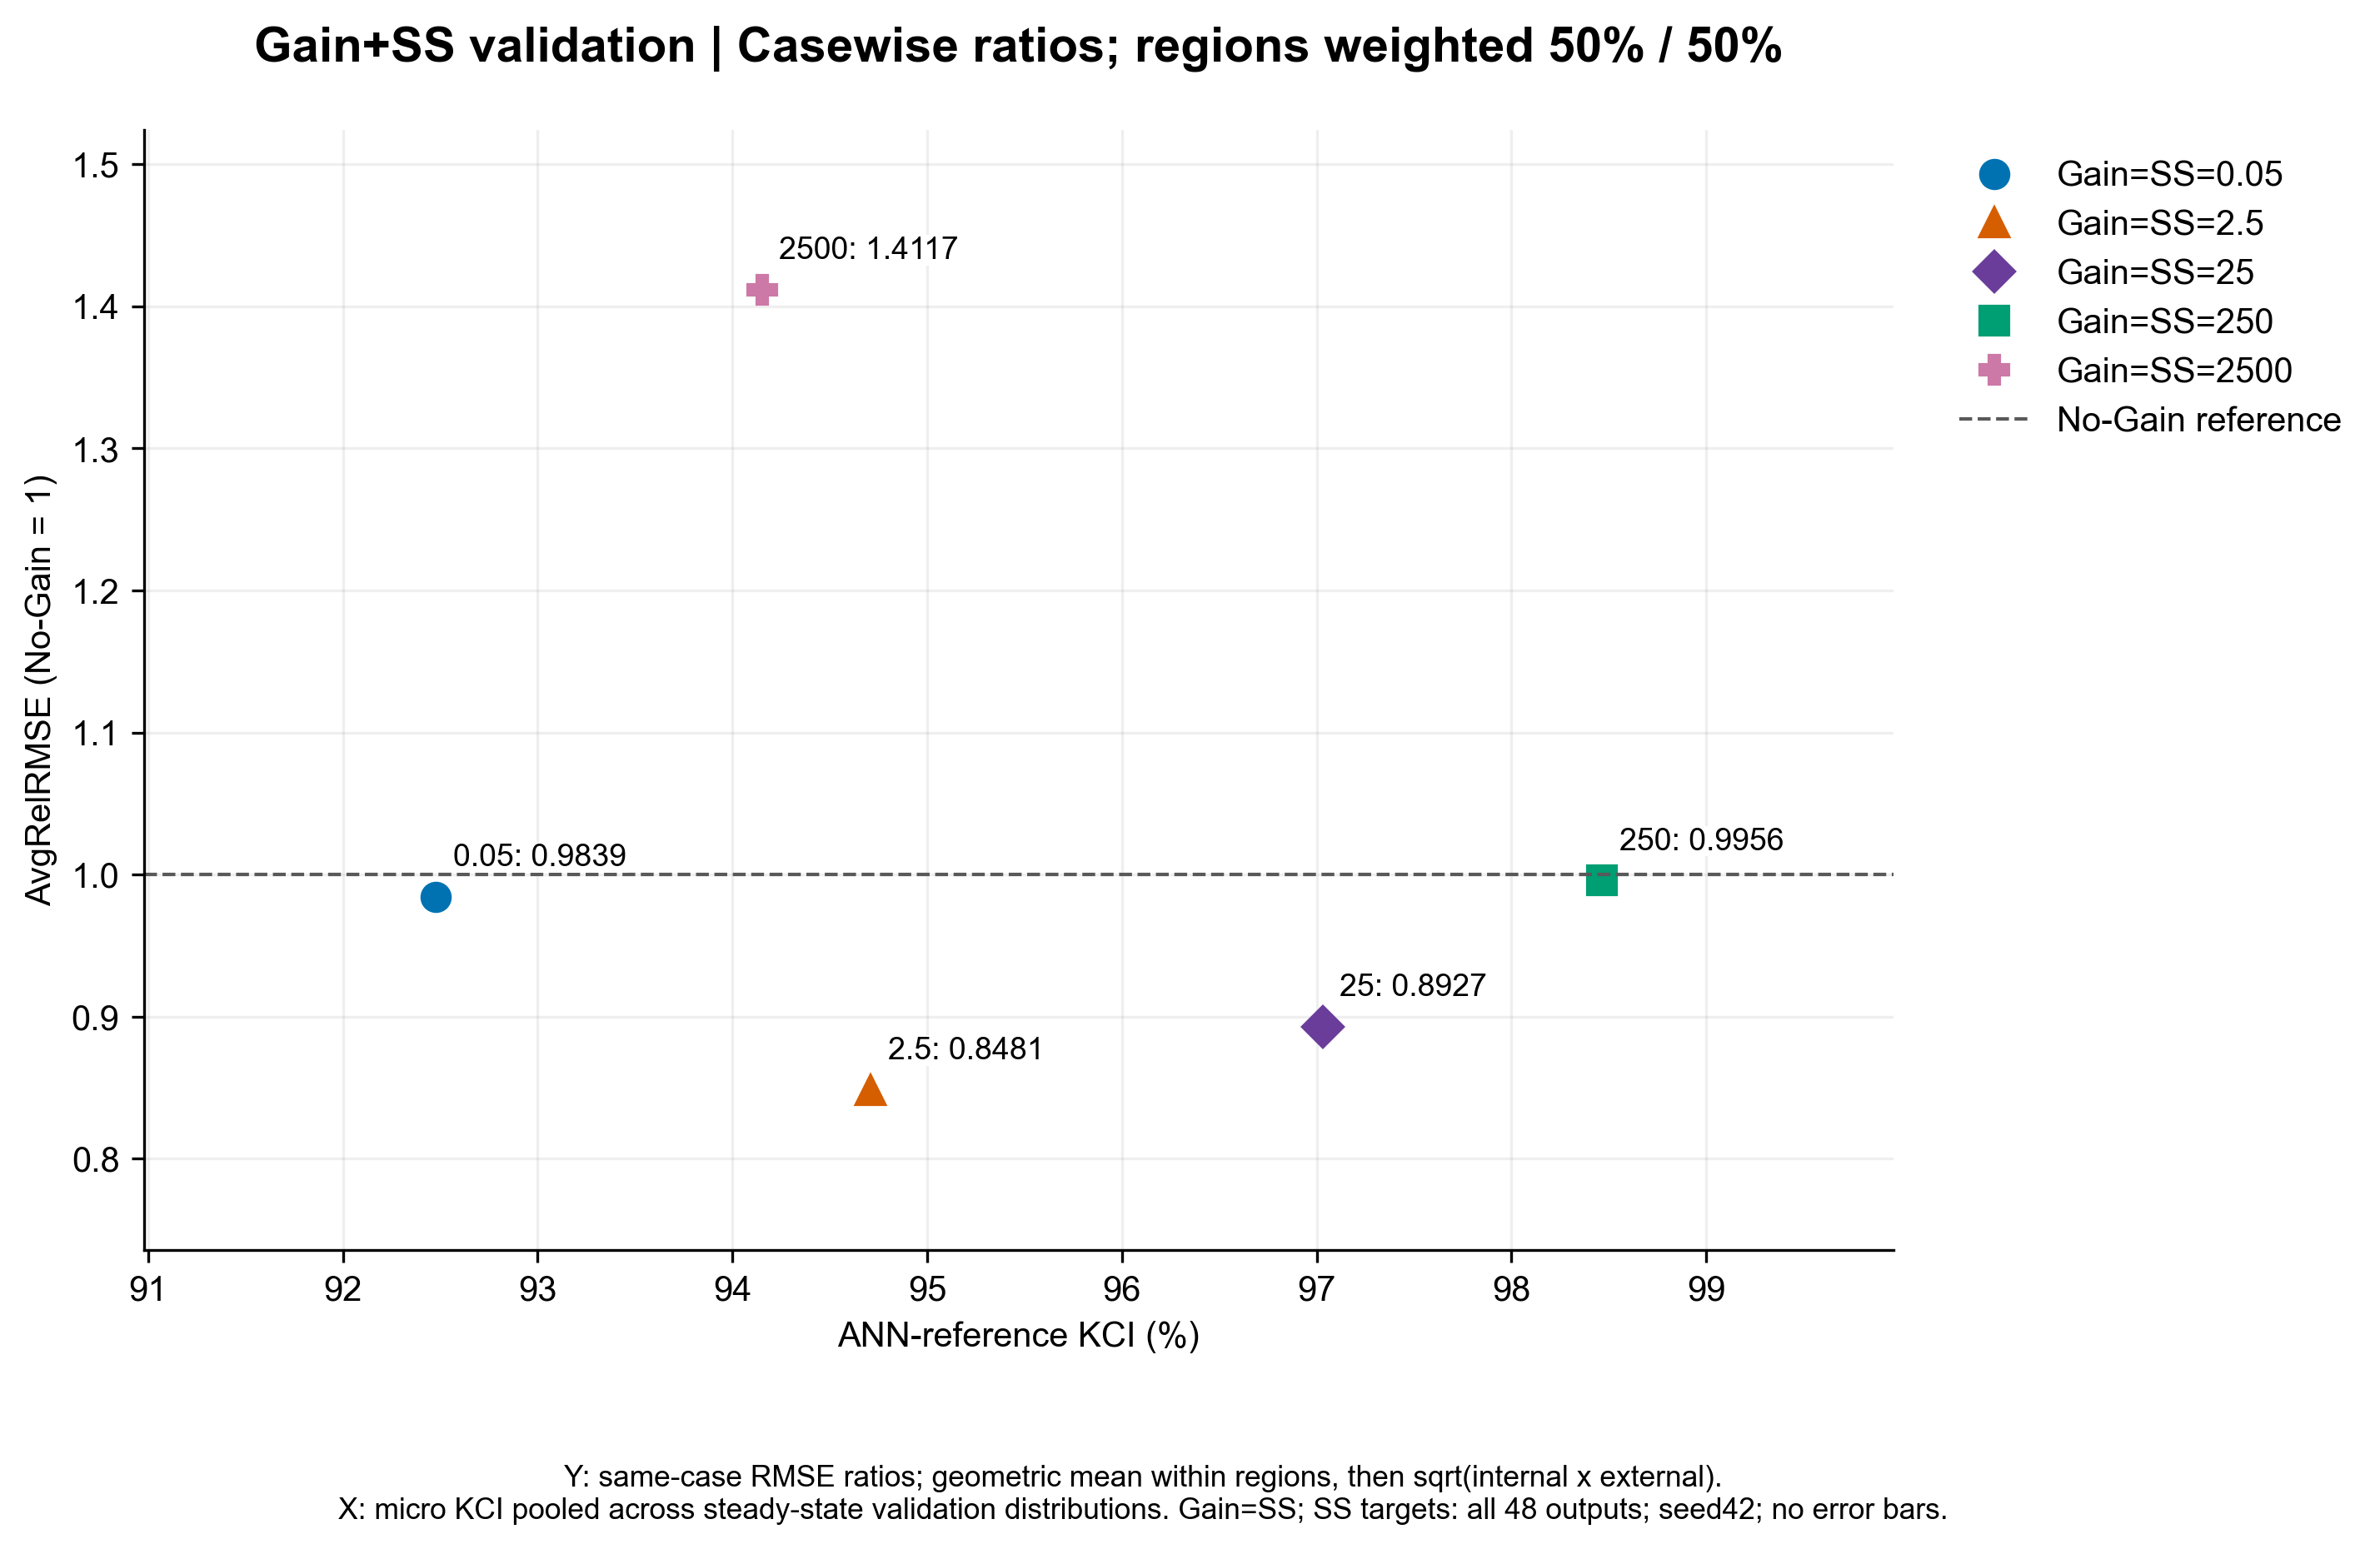 Gain+SS validation | Casewise ratios; regions weighted 50% / 50%
AvgRelRMSE (No-Gain = 1)
1.5
1.4
1.3
1.2
1.1
1.0
0.9
0.8
2500: 1.4117
0.05: 0.9839
250: 0.9956
25: 0.8927
2.5: 0.8481
91 92 93 94 95 96 97 98 99
ANN-reference KCI (%)
Gain=SS=0.05
Gain=SS=2.5
Gain=SS=25
Gain=SS=250
Gain=SS=2500
No-Gain reference
Y: same-case RMSE ratios; geometric mean within regions, then sqrt(internal x external).
X: micro KCI pooled across steady-state validation distributions. Gain=SS; SS targets: all 48 outputs; seed42; no error bars.